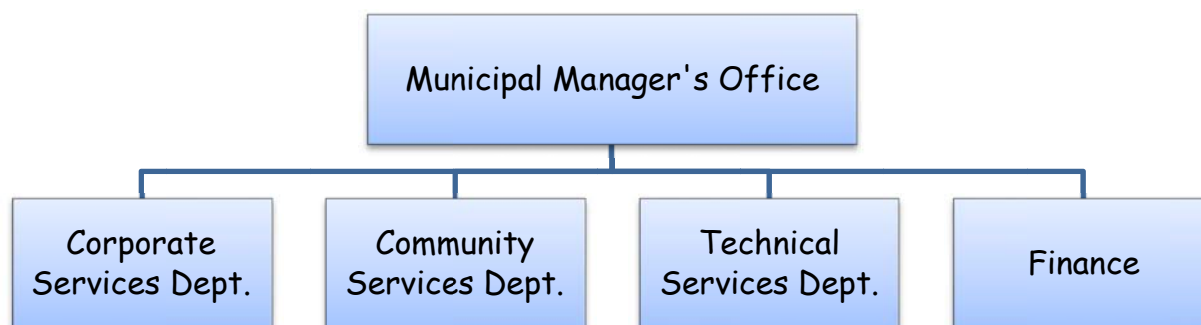 Municipal Manager's Office
Corporate
Services Dept.
Community
Services Dept.
Technical
Services Dept.
Finance